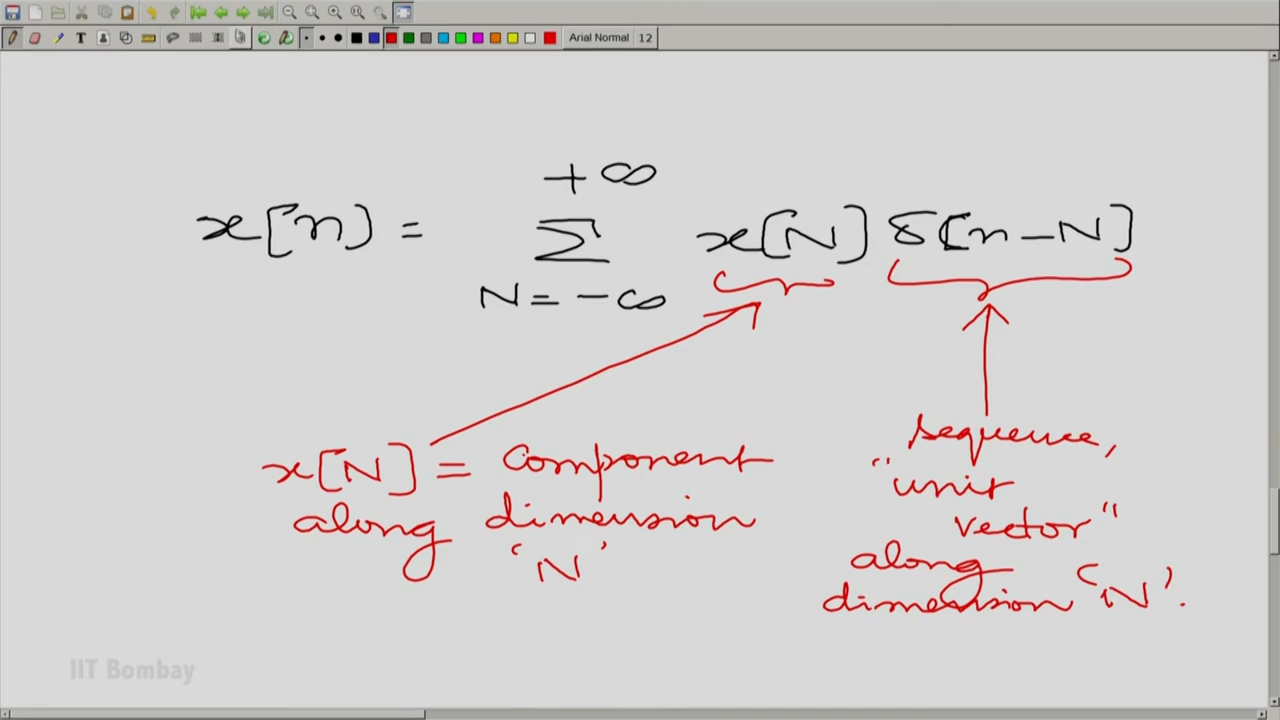 Arial Normal 12
+∞
x[n] = Σ x[N] δ[n-N]
N = -∞
x[N] = component
along dimension
'N'
sequence,
"unit
vector"
along
dimension 'N'.
IIT Bombay